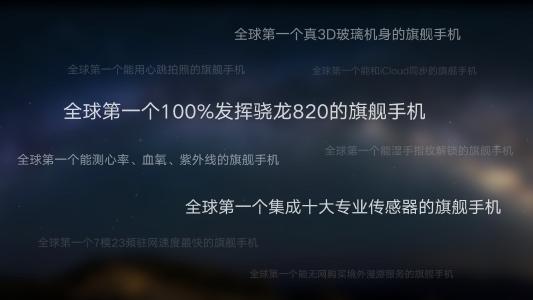 全球第一个真3D玻璃机身的旗舰手机
全球第一个能用心跳拍照的旗舰手机
全球第一个能和iCloud同步的旗舰手机
全球第一个100%发挥骁龙820的旗舰手机
全球第一个能湿手指纹解锁的旗舰手机
全球第一个能测心率、血氧、紫外线的旗舰手机
全球第一个集成十大专业传感器的旗舰手机
全球第一个7模23频驻网速度最快的旗舰手机
全球第一个能无网购买境外漫游服务的旗舰手机